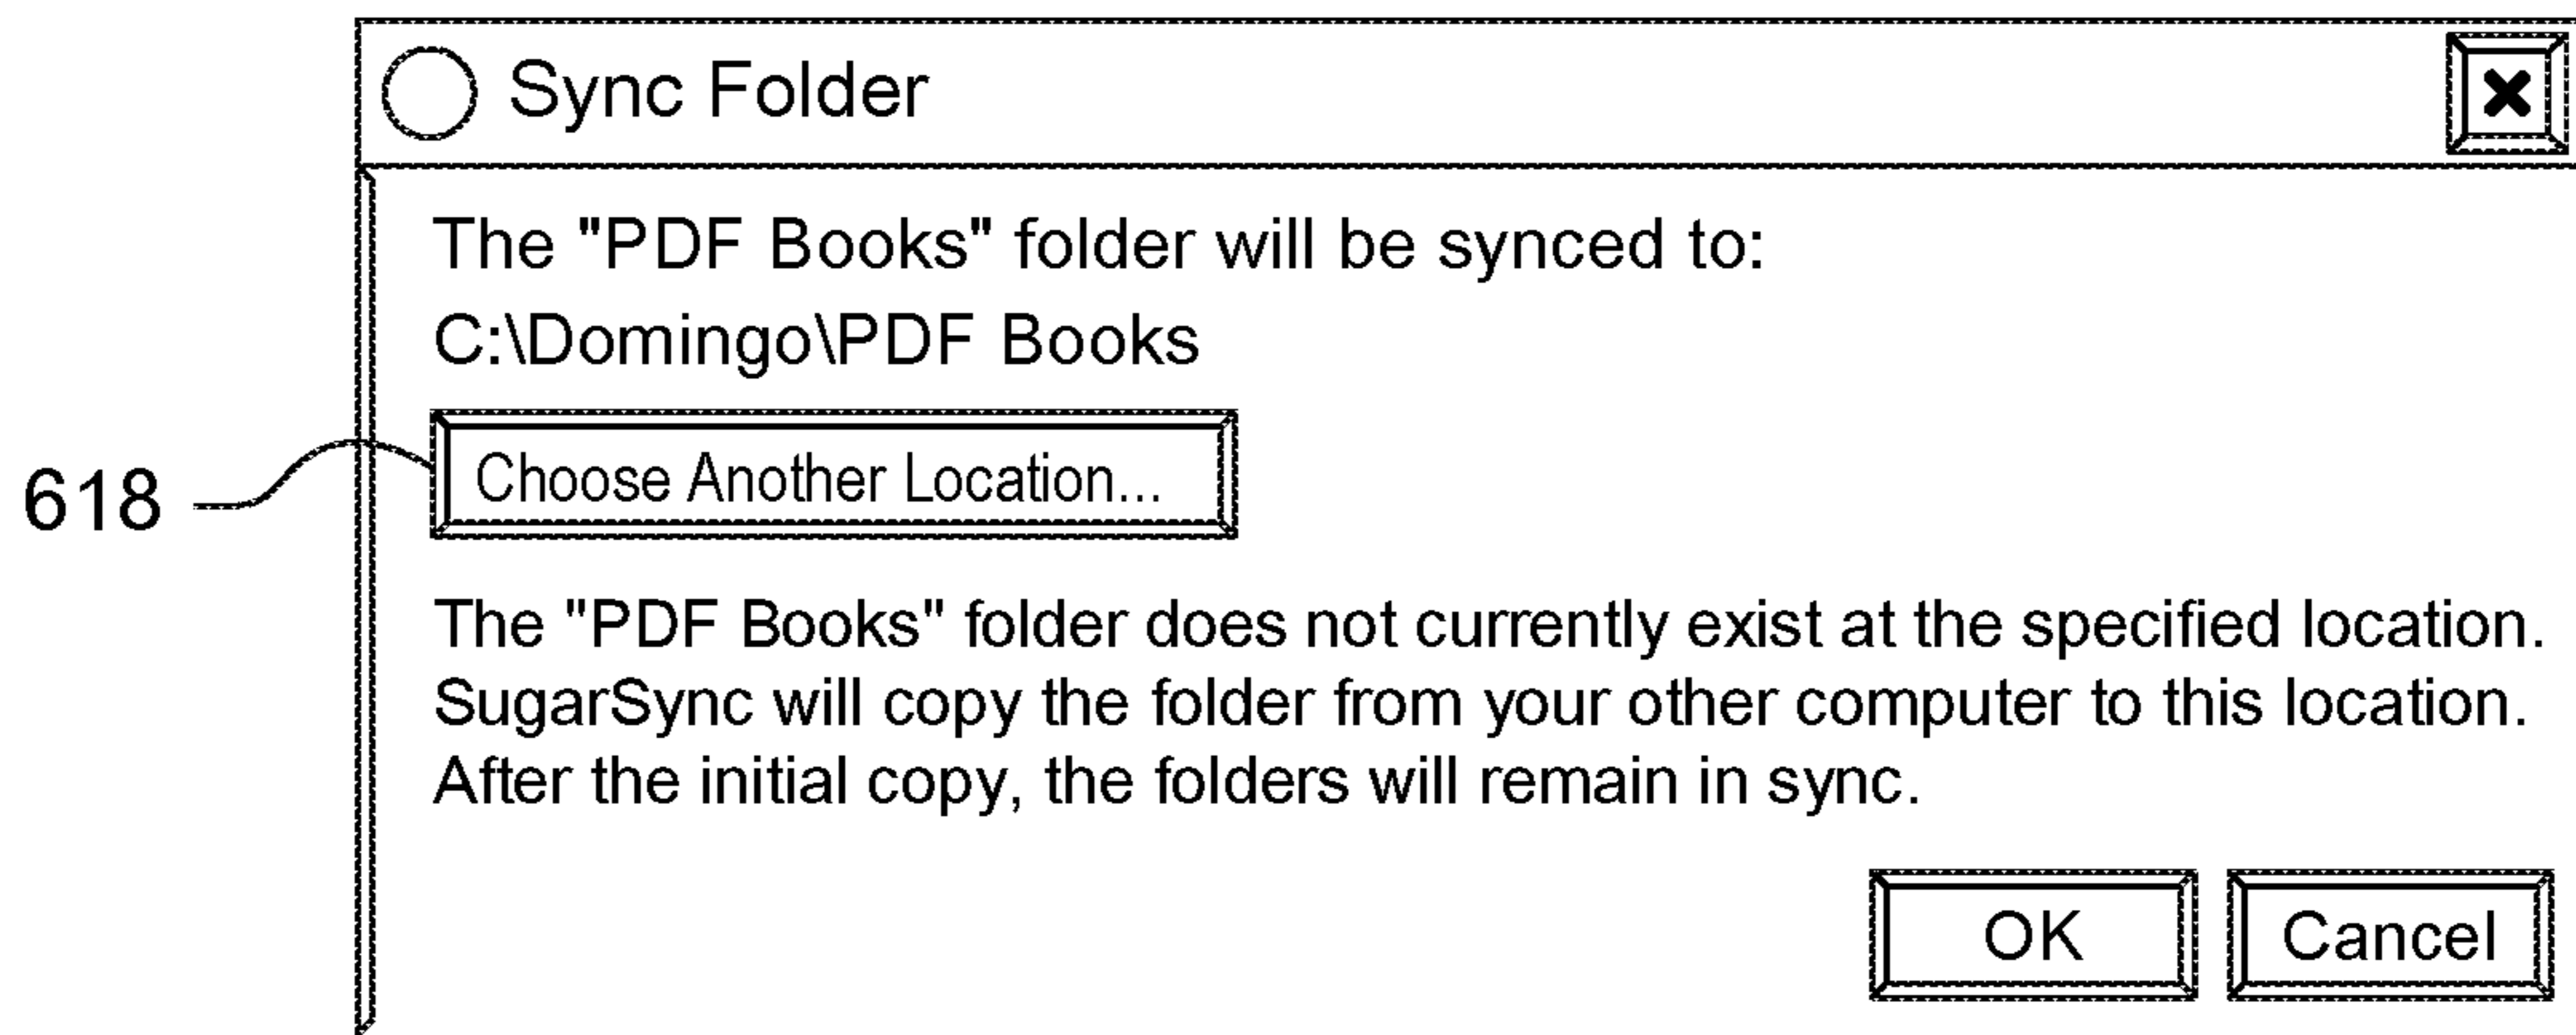 Sync Folder
The "PDF Books" folder will be synced to:
C:\Domingo\PDF Books
618
Choose Another Location...
The "PDF Books" folder does not currently exist at the specified location.
SugarSync will copy the folder from your other computer to this location.
After the initial copy, the folders will remain in sync.
OK Cancel